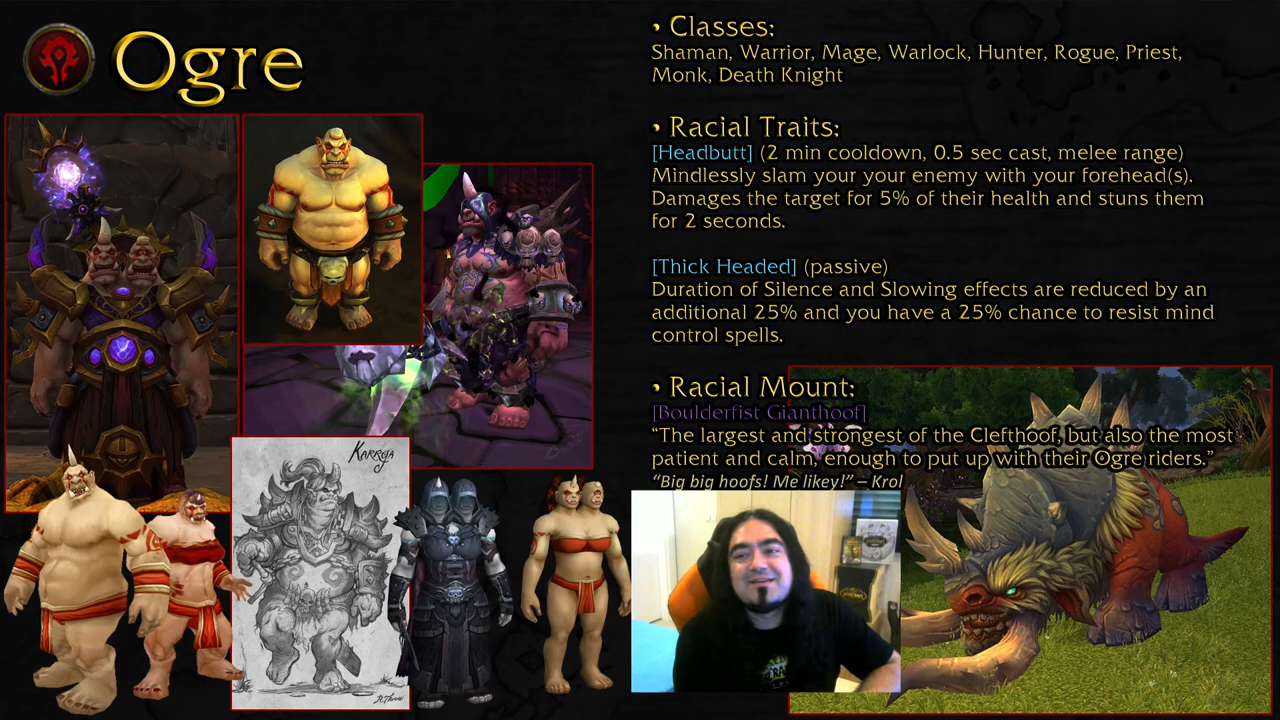 Ogre
• Classes:
Shaman, Warrior, Mage, Warlock, Hunter, Rogue, Priest,
Monk, Death Knight
• Racial Traits:
[Headbutt] (2 min cooldown, 0.5 sec cast, melee range)
Mindlessly slam your your enemy with your forehead(s).
Damages the target for 5% of their health and stuns them
for 2 seconds.
[Thick Headed] (passive)
Duration of Silence and Slowing effects are reduced by an
additional 25% and you have a 25% chance to resist mind
control spells.
• Racial Mount:
[Boulderfist Gianthoof]
“The largest and strongest of the Clefthoof, but also the most
patient and calm, enough to put up with their Ogre riders.”
“Big big hoofs! Me likey!” – Krol